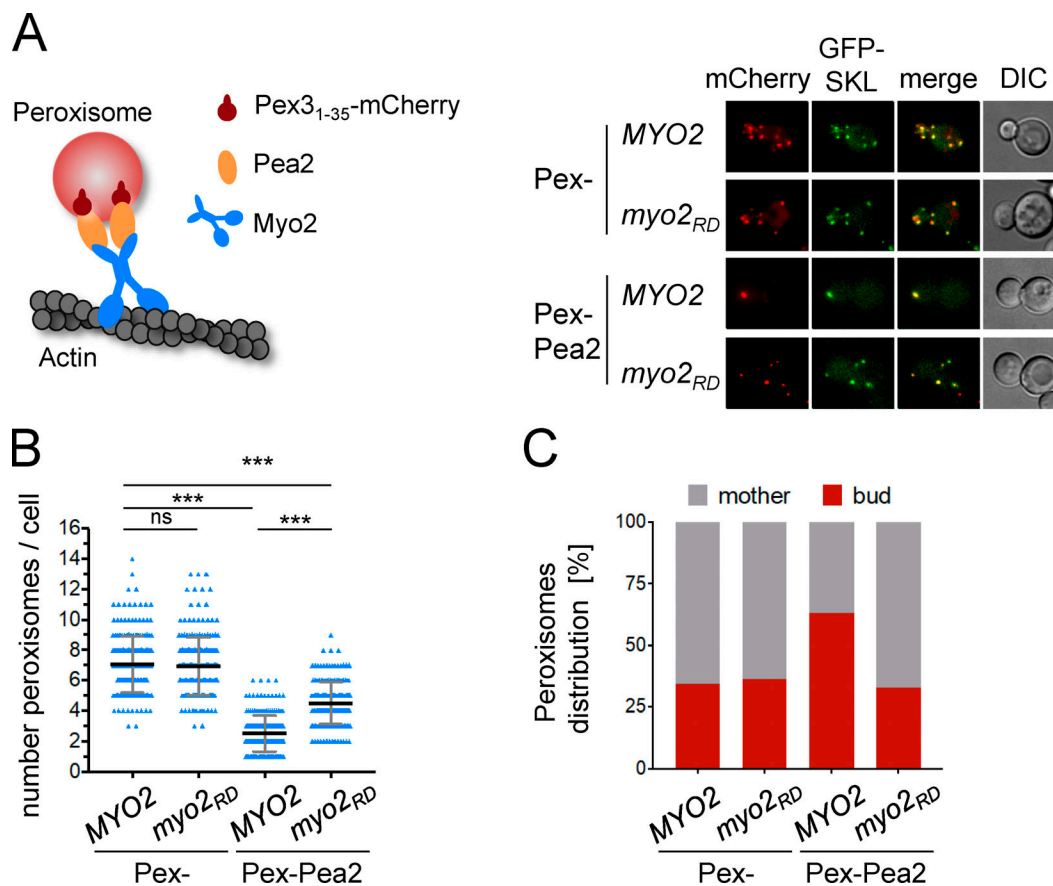 A
Peroxisome
Pex31-35-mCherry
Pea2
Myo2
Actin
mCherry GFP-SKL merge DIC
Pex-
MYO2
myo2RD
Pex-Pea2
MYO2
myo2RD
B
number peroxisomes / cell
***
***
ns ***
16
14
12
10
8
6
4
2
0
MYO2 myo2RD MYO2 myo2RD
Pex- Pex-Pea2
C
mother bud
Peroxisomes
distribution [%]
100
75
50
25
0
MYO2 myo2RD MYO2 myo2RD
Pex- Pex-Pea2